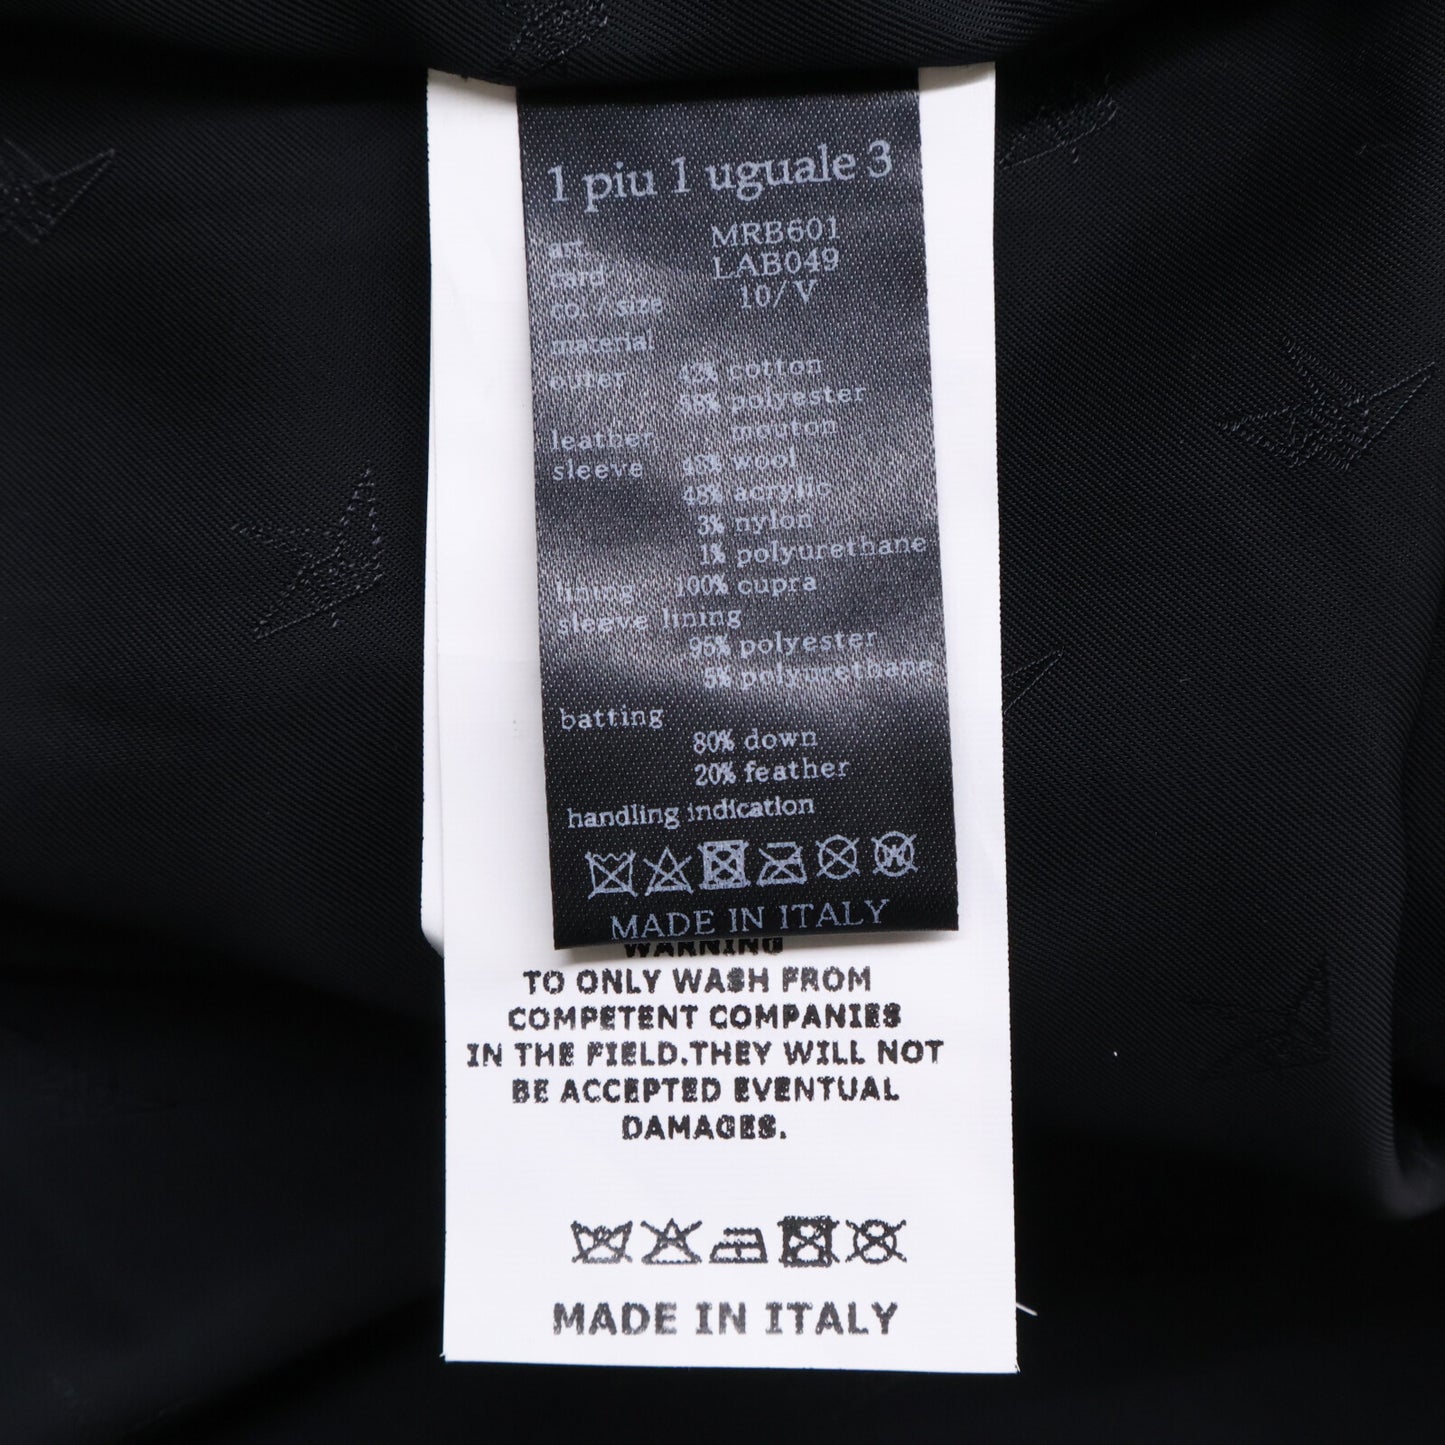 1 piu 1 uguale 3
art MRB601
card LAB049
co. / size 10/V
material
outer 42% cotton
polyester
leather mouton
sleeve wool
48% acrylic
3% nylon
1% polyurethane
lining 100% cupra
sleeve lining
95% polyester
5% polyurethane
batting
80% down
20% feather
handling indication
W
MADE IN ITALY
WARNING
TO ONLY WASH FROM
COMPETENT COMPANIES
IN THE FIELD.THEY WILL NOT
BE ACCEPTED EVENTUAL
DAMAGES.
MADE IN ITALY